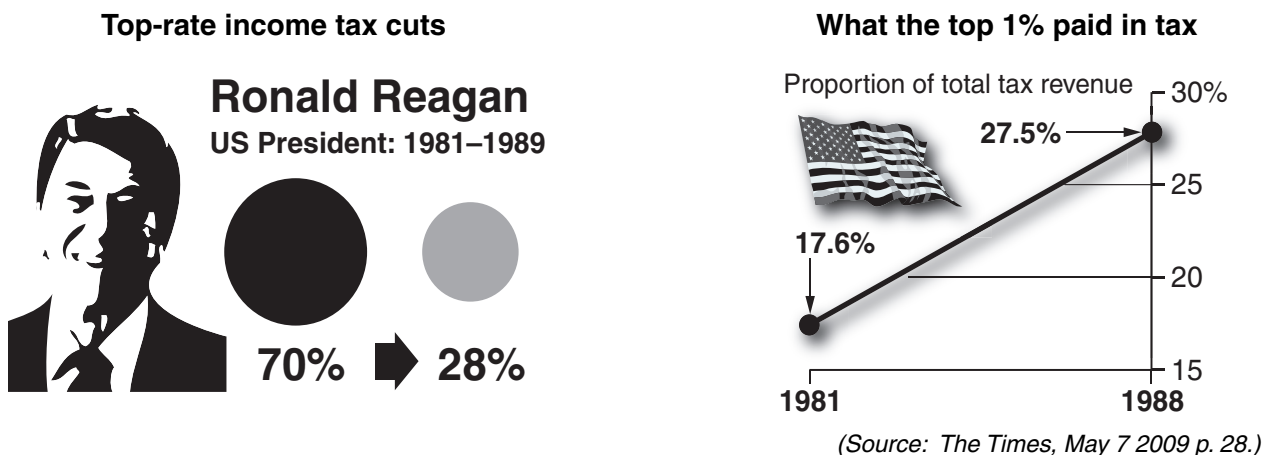 Top-rate income tax cuts
Ronald Reagan
US President: 1981–1989
70%
28%
What the top 1% paid in tax
Proportion of total tax revenue
30%
27.5%
25
17.6%
20
15
1981
1988
(Source: The Times, May 7 2009 p. 28.)